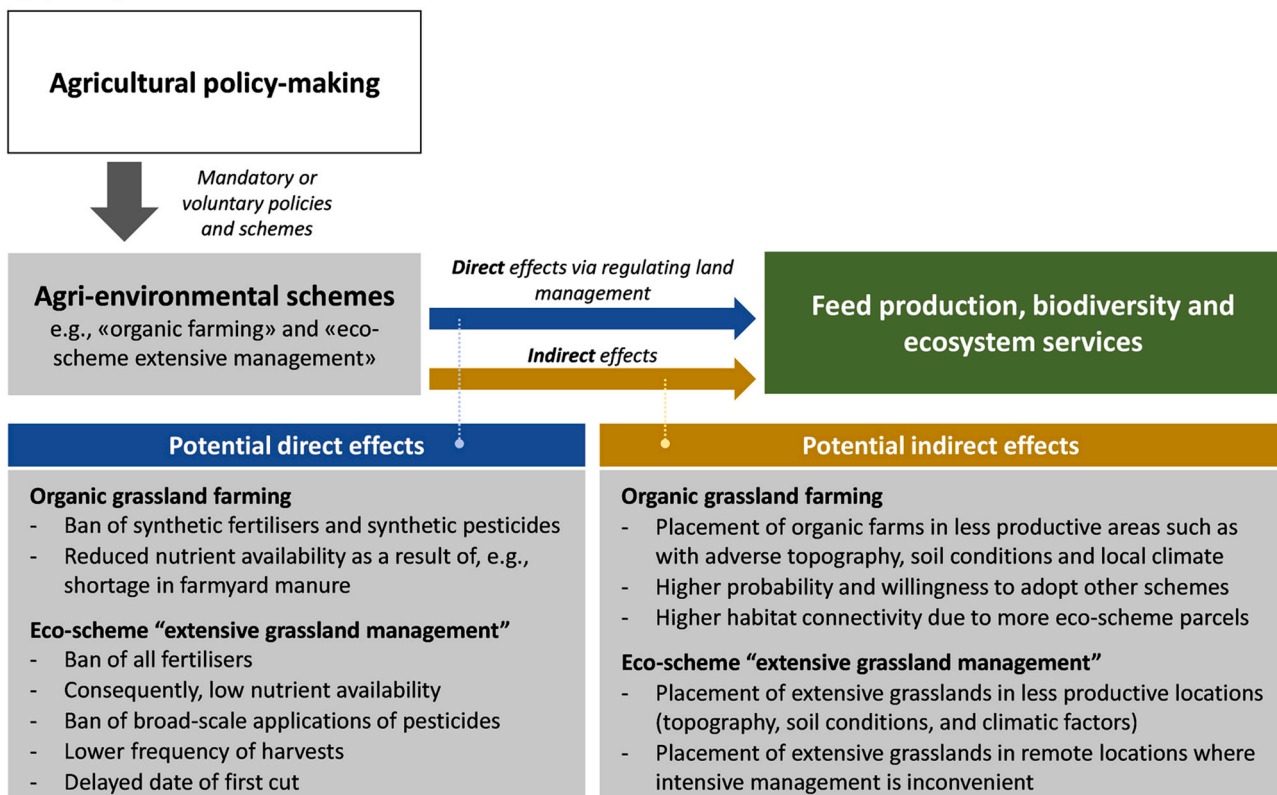 Agricultural policy-making
Mandatory or
voluntary policies
and schemes
Agri-environmental schemes
e.g., «organic farming» and «eco-
scheme extensive management»
Direct effects via regulating land
management
Indirect effects
Feed production, biodiversity and
ecosystem services
Potential direct effects
Organic grassland farming
- Ban of synthetic fertilisers and synthetic pesticides
- Reduced nutrient availability as a result of, e.g.,
shortage in farmyard manure
Eco-scheme “extensive grassland management”
- Ban of all fertilisers
- Consequently, low nutrient availability
- Ban of broad-scale applications of pesticides
- Lower frequency of harvests
- Delayed date of first cut
Potential indirect effects
Organic grassland farming
- Placement of organic farms in less productive areas such as
with adverse topography, soil conditions and local climate
- Higher probability and willingness to adopt other schemes
- Higher habitat connectivity due to more eco-scheme parcels
Eco-scheme “extensive grassland management”
- Placement of extensive grasslands in less productive locations
(topography, soil conditions, and climatic factors)
- Placement of extensive grasslands in remote locations where
intensive management is inconvenient